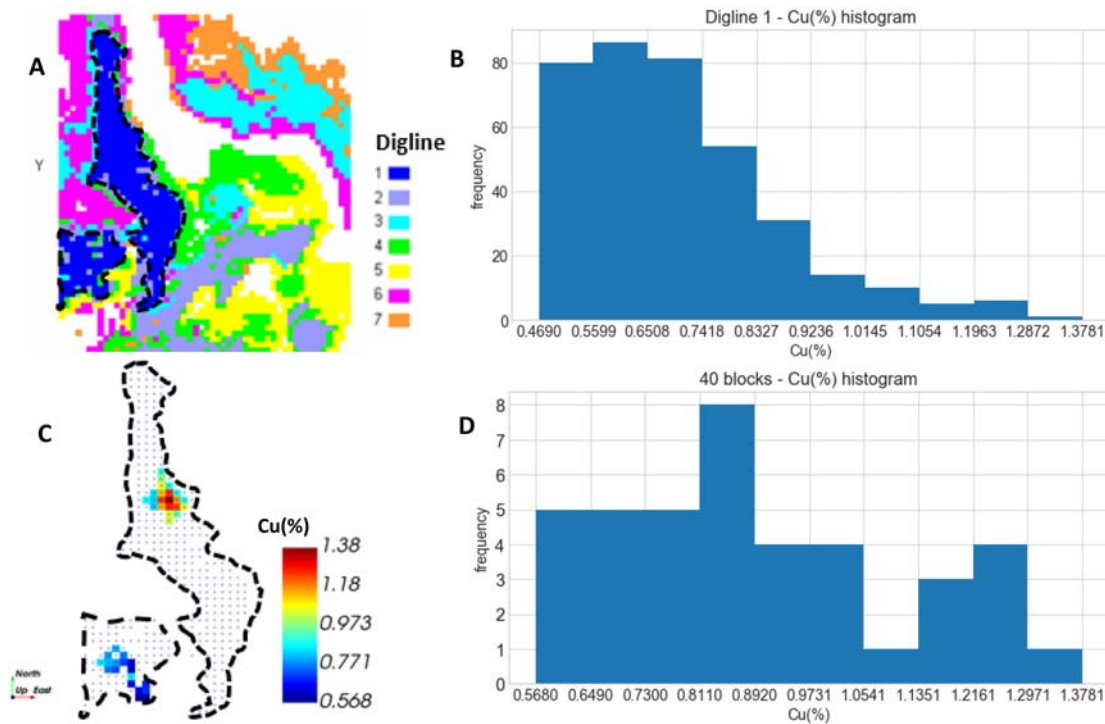 A
Y
Digline
1
2
3
4
5
6
7
B
Digline 1 - Cu(%) histogram
frequency
80
60
40
20
0
0.4690 0.5599 0.6508 0.7418 0.8327 0.9236 1.0145 1.1054 1.1963 1.2872 1.3781
Cu(%)
C
Cu(%)
1.38
1.18
0.973
0.771
0.568
North
Up East
D
40 blocks - Cu(%) histogram
frequency
8
7
6
5
4
3
2
1
0
0.5680 0.6490 0.7300 0.8110 0.8920 0.9731 1.0541 1.1351 1.2161 1.2971 1.3781
Cu(%)